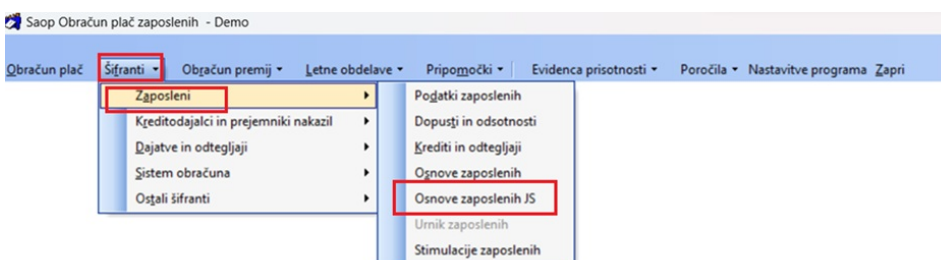 Saop Obračun plač zaposlenih - Demo
Obračun plač Šifranti Obračun premij Letne obdelave Pripomočki Evidenca prisotnosti Poročila Nastavitve programa Zapri
Zaposleni
Kreditodajalci in prejemniki nakazil
Dajatve in odtegljaji
Sistem obračuna
Ostali šifranti
Podatki zaposlenih
Dopusti in odsotnosti
Krediti in odtegljaji
Osnove zaposlenih
Osnove zaposlenih JS
Urnik zaposlenih
Stimulacije zaposlenih